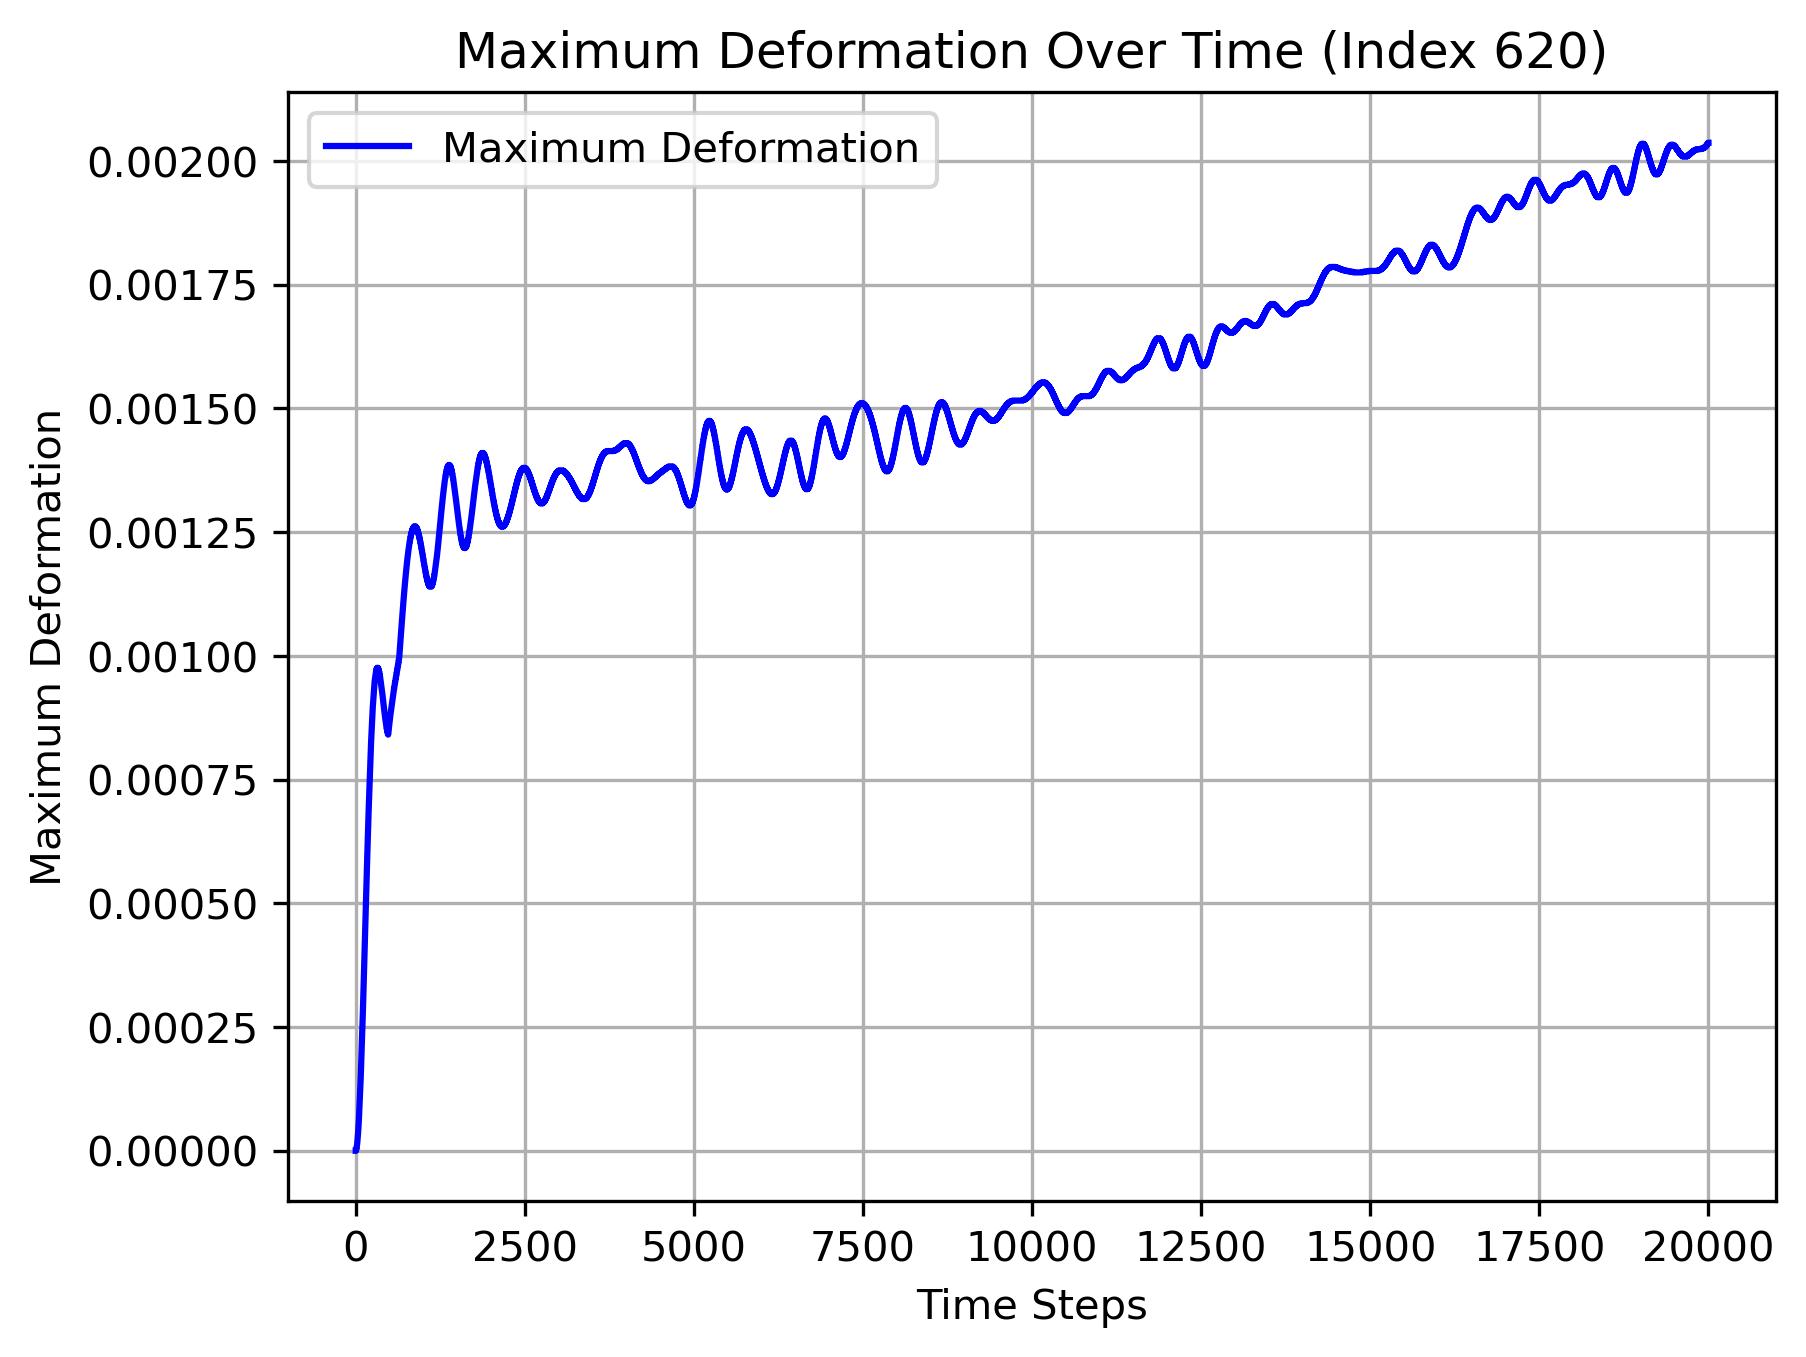 Maximum Deformation Over Time (Index 620)
Maximum Deformation
0.00200
0.00175
0.00150
0.00125
0.00100
0.00075
0.00050
0.00025
0.00000
Maximum Deformation
0 2500 5000 7500 10000 12500 15000 17500 20000
Time Steps